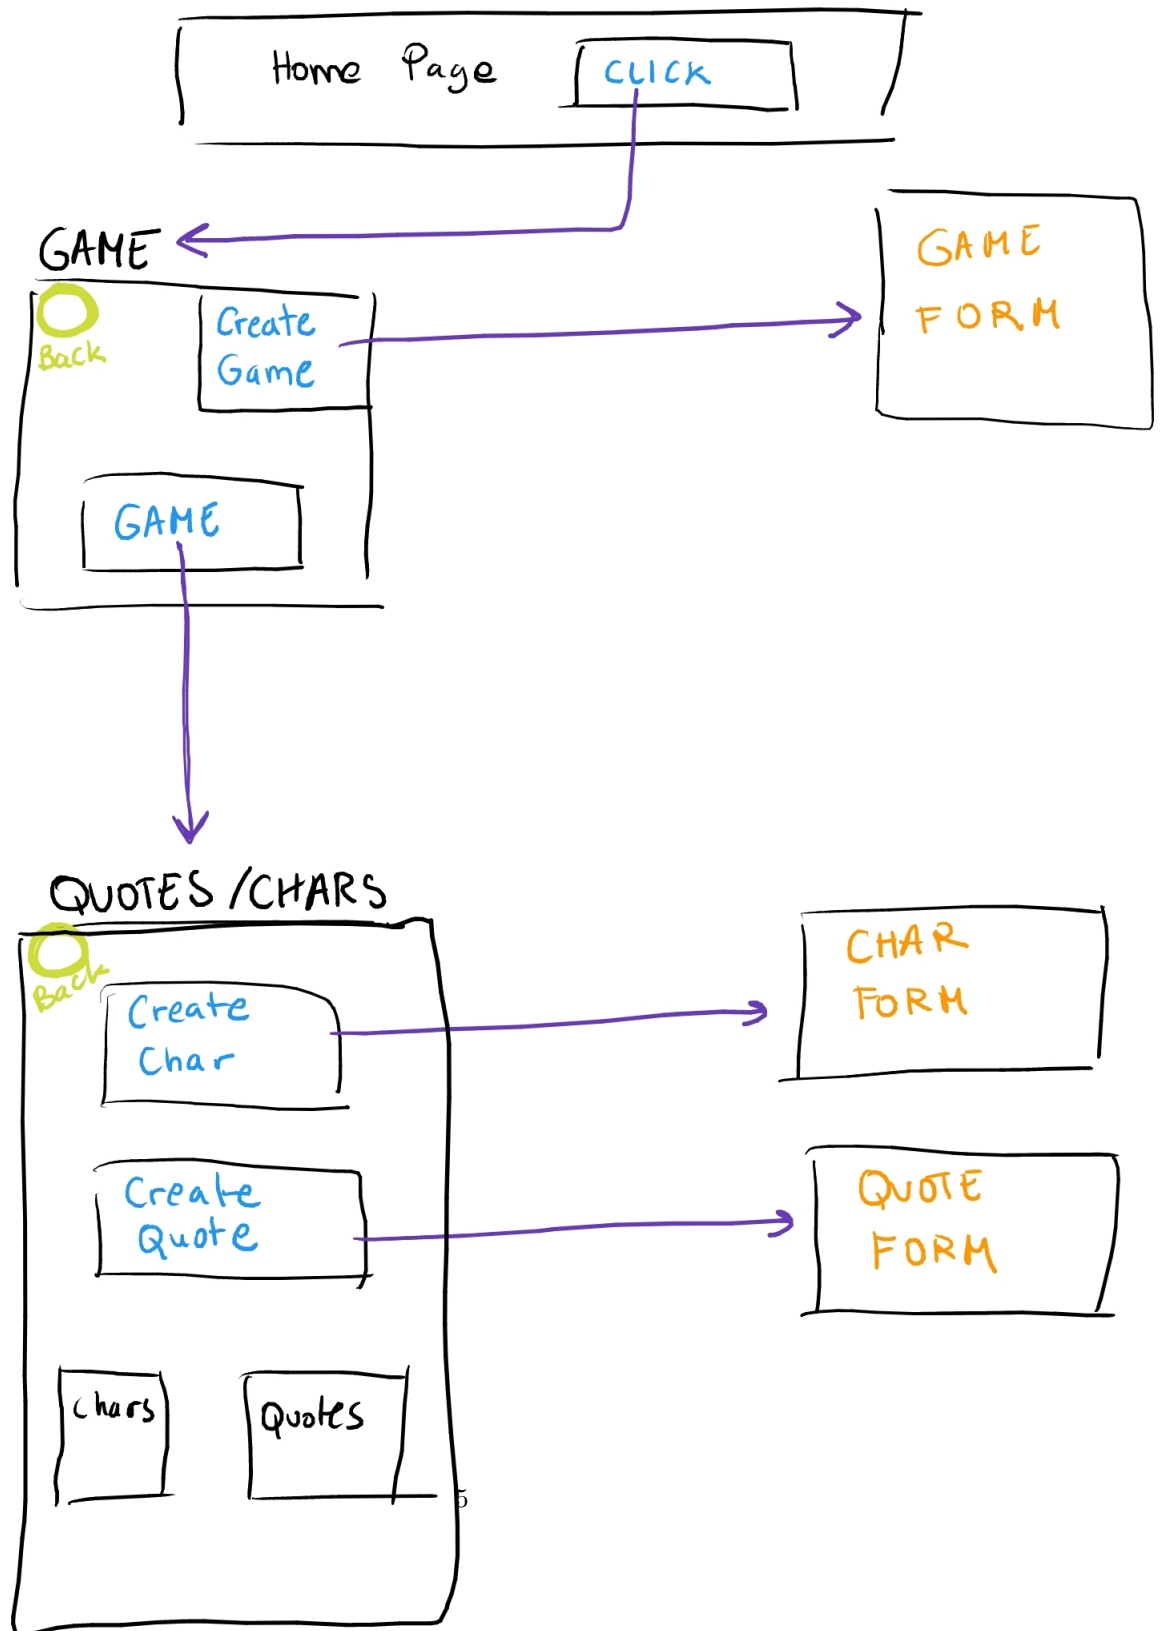 Home Page CLICK
GAME
Back
Create
Game
GAME
FORM
GAME
QUOTES/CHARS
Back
Create
Char
CHAR
FORM
Create
Quote
QUOTE
FORM
chars
Quotes
5